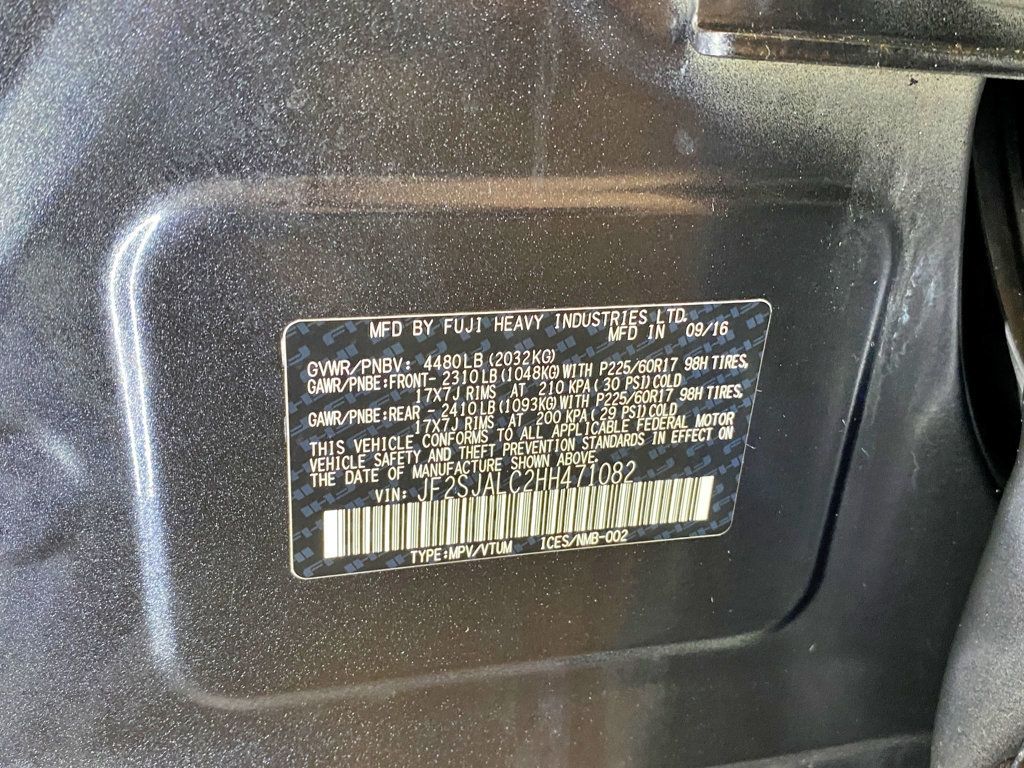 MFD BY FUJI HEAVY INDUSTRIES LTD.
MFD IN 09/16
GVWR/PNBV: 4480LB(2032KG)
GAWR/PNBE:FRONT- 2310LB(1048KG)WITH P225/60R17 98H TIRES,
17X7J RIMS AT 210 KPA(30 PSI)COLD
GAWR/PNBE:REAR - 2410LB(1093KG)WITH P225/60R17 98H TIRES,
17X7J RIMS AT 200 KPA(29 PSI)COLD
THIS VEHICLE CONFORMS TO ALL APPLICABLE FEDERAL MOTOR
VEHICLE SAFETY AND THEFT PREVENTION STANDARDS IN EFFECT ON
THE DATE OF MANUFACTURE SHOWN ABOVE.
VIN: JF2SJALC2HH471082
TYPE:MPV/VTUM ICES/NMB-002